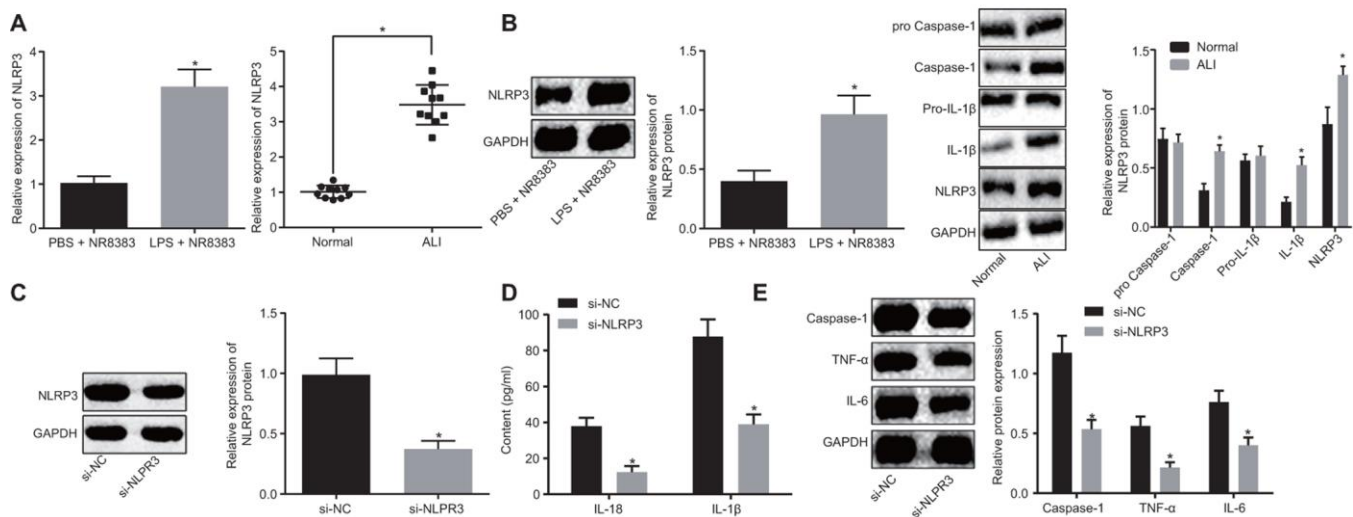 A
Relative expression of NLRP3
4
3
2
1
0
*
PBS + NR8383
LPS + NR8383
Relative expression of NLRP3
5
4
3
2
1
0
*
Normal
ALI
B
NLRP3
GAPDH
PBS + NR8383
LPS + NR8383
Relative expression of
NLRP3 protein
1.5
1.0
0.5
0.0
*
PBS + NR8383
LPS + NR8383
pro Caspase-1
Caspase-1
Pro-IL-1β
IL-1β
NLRP3
GAPDH
Normal
ALI
Relative expression of
NLRP3 protein
1.5
1.0
0.5
0.0
Normal
ALI
*
*
*
pro Caspase-1
Caspase-1
Pro-IL-1β
IL-1β
NLRP3
C
NLRP3
GAPDH
si-NC
si-NLPR3
Relative expression of
NLRP3 protein
1.5
1.0
0.5
0.0
*
si-NC
si-NLPR3
D
si-NC
si-NLRP3
Content (pg/ml)
100
80
60
40
20
0
*
*
IL-18
IL-1β
E
Caspase-1
TNF-α
IL-6
GAPDH
si-NC
si-NLPR3
Relative protein expression
1.5
1.0
0.5
0.0
si-NC
si-NLRP3
*
*
*
Caspase-1
TNF-α
IL-6